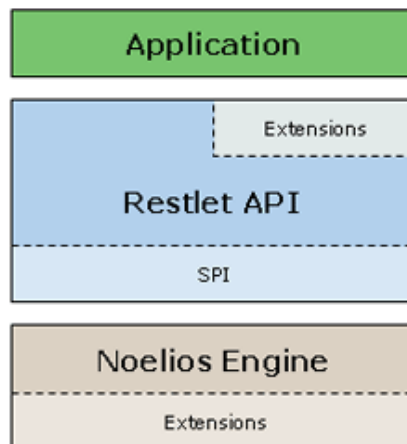 Application
Extensions
Restlet API
SPI
Noelios Engine
Extensions